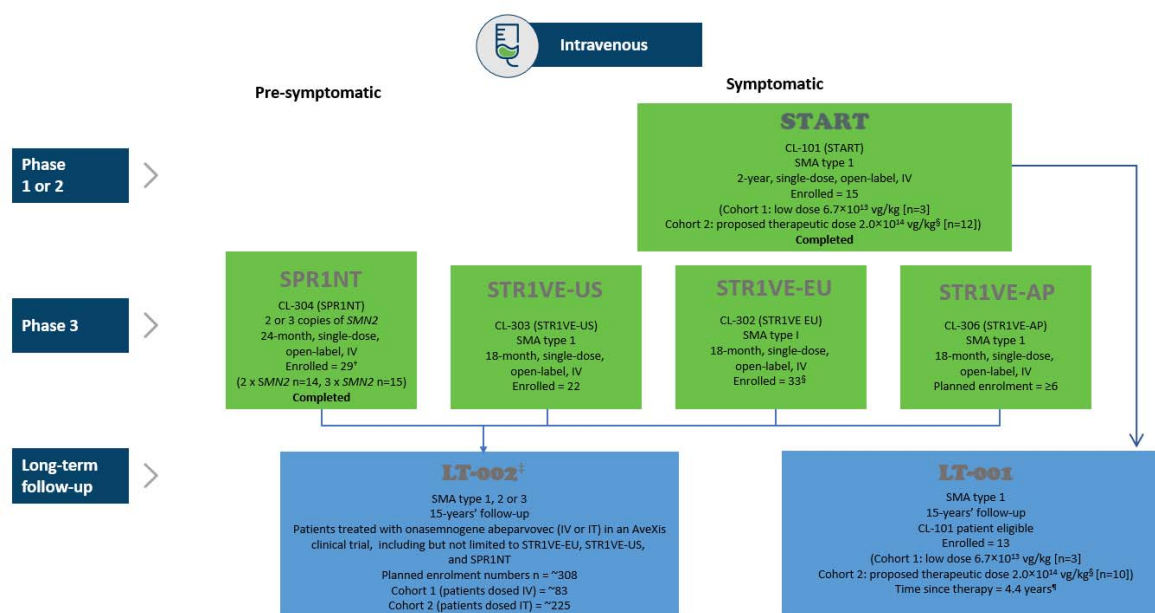 Intravenous
Pre-symptomatic
Symptomatic
Phase
1 or 2
START
CL-101 (START)
SMA type 1
2-year, single-dose, open-label, IV
Enrolled = 15
(Cohort 1: low dose 6.7×10¹³ vg/kg [n=3]
Cohort 2: proposed therapeutic dose 2.0×10¹⁴ vg/kg§ [n=12])
Completed
Phase 3
SPR1NT
CL-304 (SPR1NT)
2 or 3 copies of SMN2
24-month, single-dose,
open-label, IV
Enrolled = 29†
(2 x SMN2 n=14, 3 x SMN2 n=15)
Completed
STR1VE-US
CL-303 (STR1VE-US)
SMA type 1
18-month, single-dose,
open-label, IV
Enrolled = 22
STR1VE-EU
CL-302 (STR1VE EU)
SMA type I
18-month, single-dose,
open-label, IV
Enrolled = 33§
STR1VE-AP
CL-306 (STR1VE-AP)
SMA type 1
18-month, single-dose,
open-label, IV
Planned enrolment = ≥6
Long-term
follow-up
LT-002‡
SMA type 1, 2 or 3
15-years’ follow-up
Patients treated with onasemnogene abeparvovec (IV or IT) in an AveXis
clinical trial, including but not limited to STR1VE-EU, STR1VE-US,
and SPR1NT
Planned enrolment numbers n = ~308
Cohort 1 (patients dosed IV) = ~83
Cohort 2 (patients dosed IT) = ~225
LT-001
SMA type 1
15-years’ follow-up
CL-101 patient eligible
Enrolled = 13
(Cohort 1: low dose 6.7×10¹³ vg/kg [n=3]
Cohort 2: proposed therapeutic dose 2.0×10¹⁴ vg/kg§ [n=10])
Time since therapy = 4.4 years¶